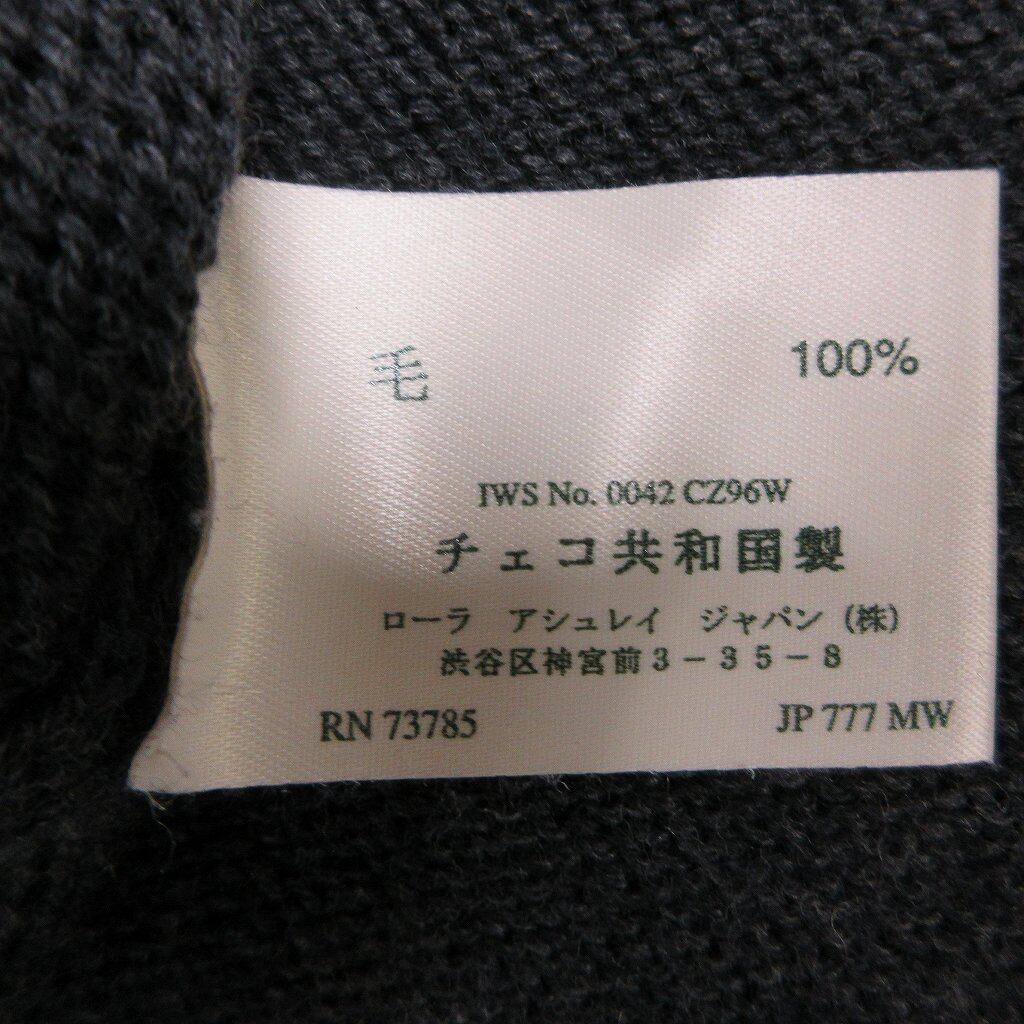 毛 100%
IWS No. 0042 CZ96W
チェコ共和国製
ローラ アシュレイ ジャパン (株)
渋谷区神宮前3-35-8
RN 73785 JP 777 MW